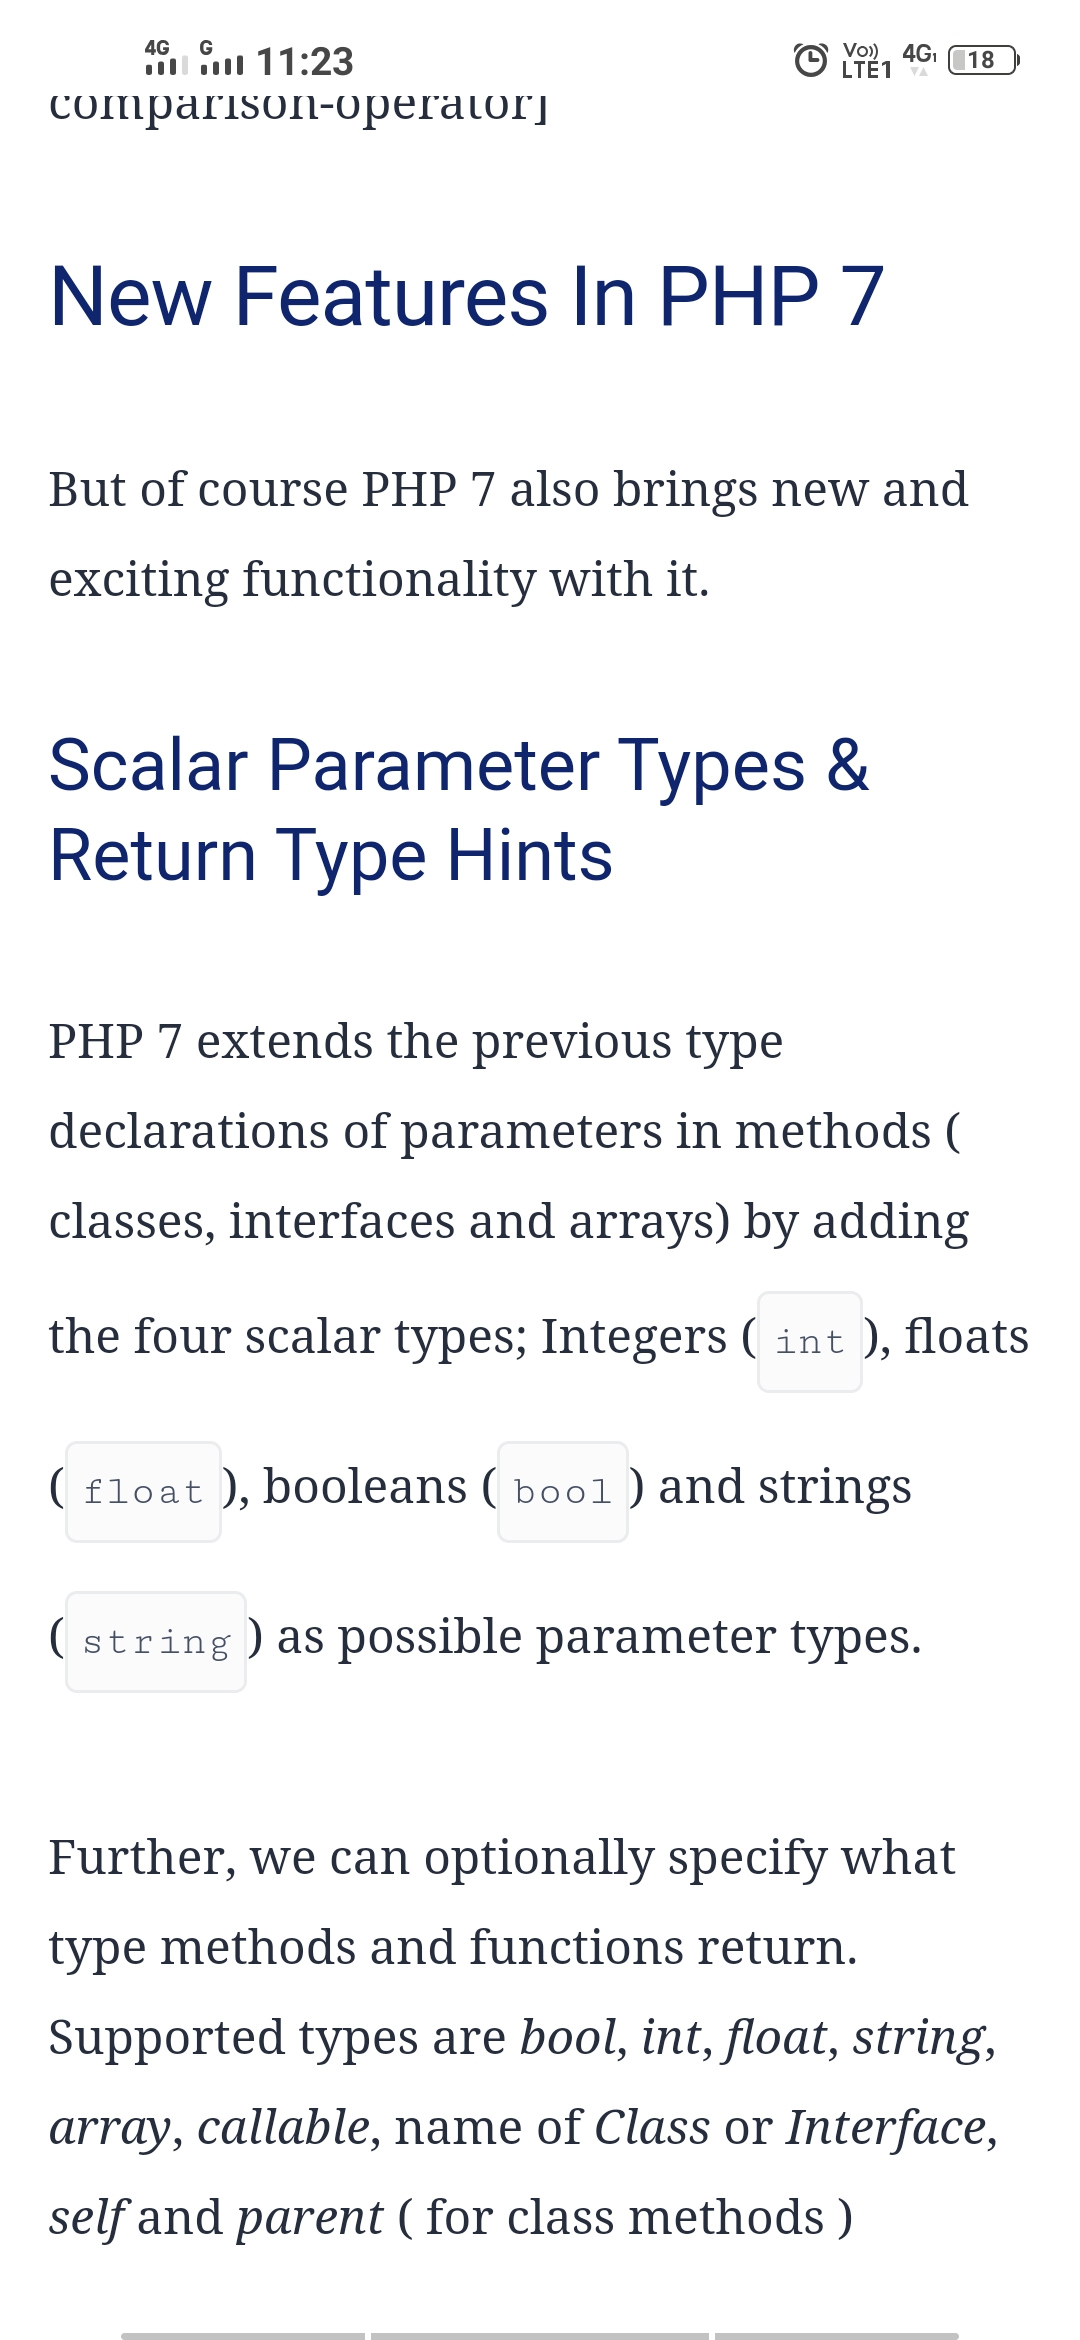 4G G 11:23 Vo)) LTE1 4G 18
comparison-operator]
New Features In PHP 7
But of course PHP 7 also brings new and
exciting functionality with it.
Scalar Parameter Types &
Return Type Hints
PHP 7 extends the previous type
declarations of parameters in methods (
classes, interfaces and arrays) by adding
the four scalar types; Integers ( int ), floats
( float ), booleans ( bool ) and strings
( string ) as possible parameter types.
Further, we can optionally specify what
type methods and functions return.
Supported types are bool, int, float, string,
array, callable, name of Class or Interface,
self and parent ( for class methods )